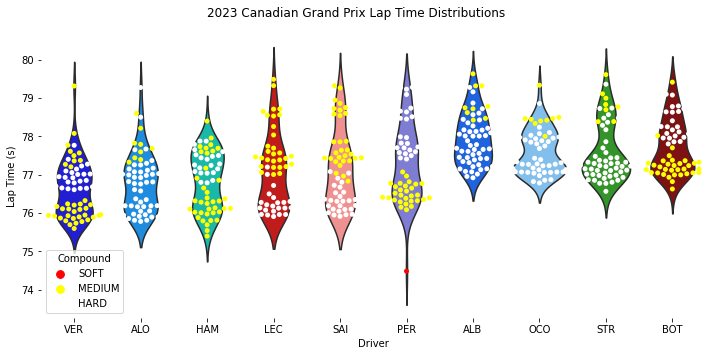 2023 Canadian Grand Prix Lap Time Distributions
80
79
78
77
76
75
74
Lap Time (s)
Compound
SOFT
MEDIUM
HARD
VER ALO HAM LEC SAI PER ALB OCO STR BOT
Driver